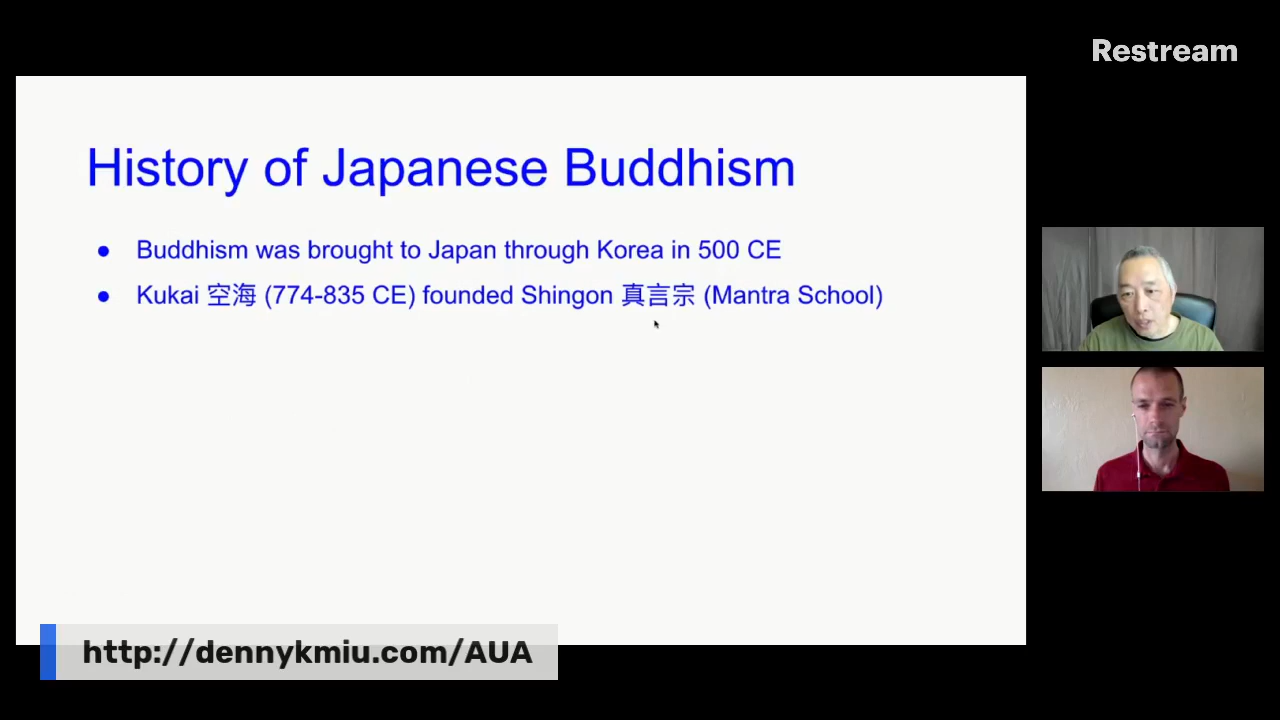 Restream
History of Japanese Buddhism
● Buddhism was brought to Japan through Korea in 500 CE
● Kukai 空海 (774-835 CE) founded Shingon 真言宗 (Mantra School)
http://dennykmiu.com/AUA